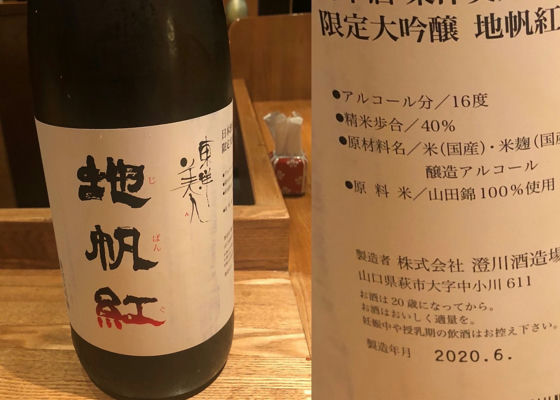 東洋美人
地帆紅
じ
ばん
ぐ
限定大吟醸 地帆紅
●アルコール分／16度
●精米歩合／40%
●原材料名／米(国産)・米麹(国産
醸造アルコール
●原料米／山田錦100%使用
製造者 株式会社 澄川酒造場
山口県萩市大字中小川611
お酒は20歳になってから。
お酒はおいしく適量を。
妊娠中や授乳期の飲酒はお控え下さい。
製造年月 2020.6.